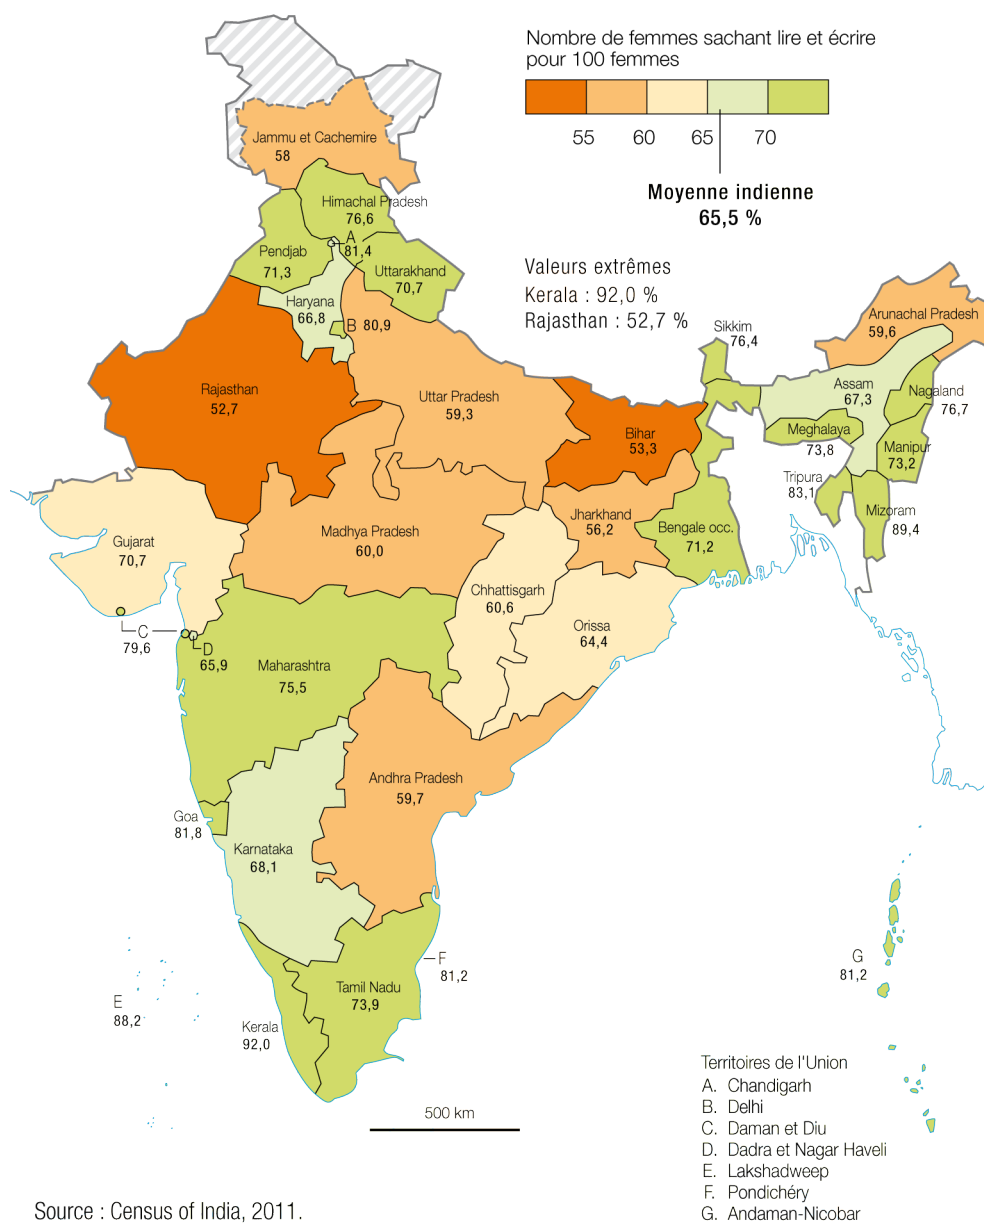 Nombre de femmes sachant lire et écrire
pour 100 femmes
55 60 65 70
Moyenne indienne
65,5 %
Valeurs extrêmes
Kerala : 92,0 %
Rajasthan : 52,7 %
Jammu et Cachemire
58
Himachal Pradesh
76,6
A
81,4
Pendjab
71,3
Uttarakhand
70,7
Haryana
66,8
B 80,9
Rajasthan
52,7
Uttar Pradesh
59,3
Bihar
53,3
Sikkim
76,4
Arunachal Pradesh
59,6
Assam
67,3
Nagaland
76,7
Meghalaya
73,8
Manipur
73,2
Tripura
83,1
Mizoram
89,4
Gujarat
70,7
Madhya Pradesh
60,0
Jharkhand
56,2
Bengale occ.
71,2
Chhattisgarh
60,6
Orissa
64,4
C
79,6
D
65,9
Maharashtra
75,5
Andhra Pradesh
59,7
Goa
81,8
Karnataka
68,1
F
81,2
G
81,2
E
88,2
Tamil Nadu
73,9
Kerala
92,0
500 km
Territoires de l'Union
A. Chandigarh
B. Delhi
C. Daman et Diu
D. Dadra et Nagar Haveli
E. Lakshadweep
F. Pondichéry
G. Andaman-Nicobar
Source : Census of India, 2011.